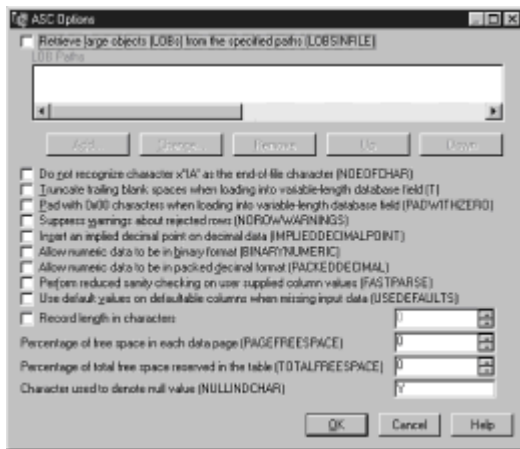 ASC Options
Retrieve large objects (LOBs) from the specified paths (LOBSINFILE)
LOB Paths
Add... Change... Remove Up Down
Do not recognize character x"1A" as the end-of-file character (NOEOFCHAR)
Truncate trailing blank spaces when loading into variable-length database field (T)
Pad with 0x00 characters when loading into variable-length database field (PADWITHZERO)
Suppress warnings about rejected rows (NOROWWARNINGS)
Insert an implied decimal point on decimal data (IMPLIEDDECIMALPOINT)
Allow numeric data to be in binary format (BINARYNUMERIC)
Allow numeric data to be in packed decimal format (PACKEDDECIMAL)
Perform reduced sanity checking on user supplied column values (FASTPARSE)
Use default values on defaultable columns when missing input data (USEDEFAULTS)
Record length in characters 0
Percentage of free space in each data page (PAGEFREESPACE) 0
Percentage of total free space reserved in the table (TOTALFREESPACE) 0
Character used to denote null value (NULLINDCHAR) Y
OK Cancel Help